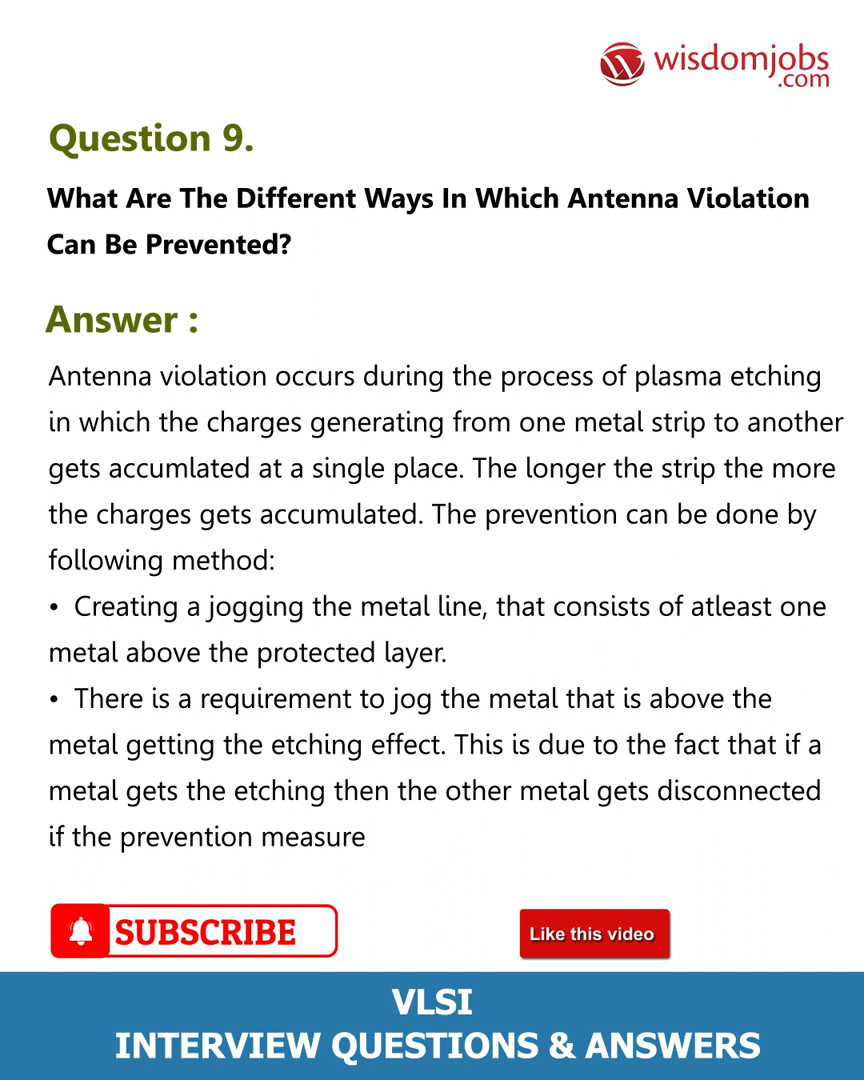 wisdomjobs
.com
Question 9.
What Are The Different Ways In Which Antenna Violation
Can Be Prevented?
Answer :
Antenna violation occurs during the process of plasma etching
in which the charges generating from one metal strip to another
gets accumlated at a single place. The longer the strip the more
the charges gets accumulated. The prevention can be done by
following method:
• Creating a jogging the metal line, that consists of atleast one
metal above the protected layer.
• There is a requirement to jog the metal that is above the
metal getting the etching effect. This is due to the fact that if a
metal gets the etching then the other metal gets disconnected
if the prevention measure
SUBSCRIBE
Like this video
VLSI
INTERVIEW QUESTIONS & ANSWERS